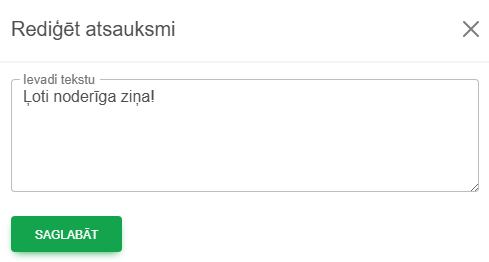 Rediģēt atsauksmi
Ievadi tekstu
Ļoti noderīga ziņa!
SAGLABĀT